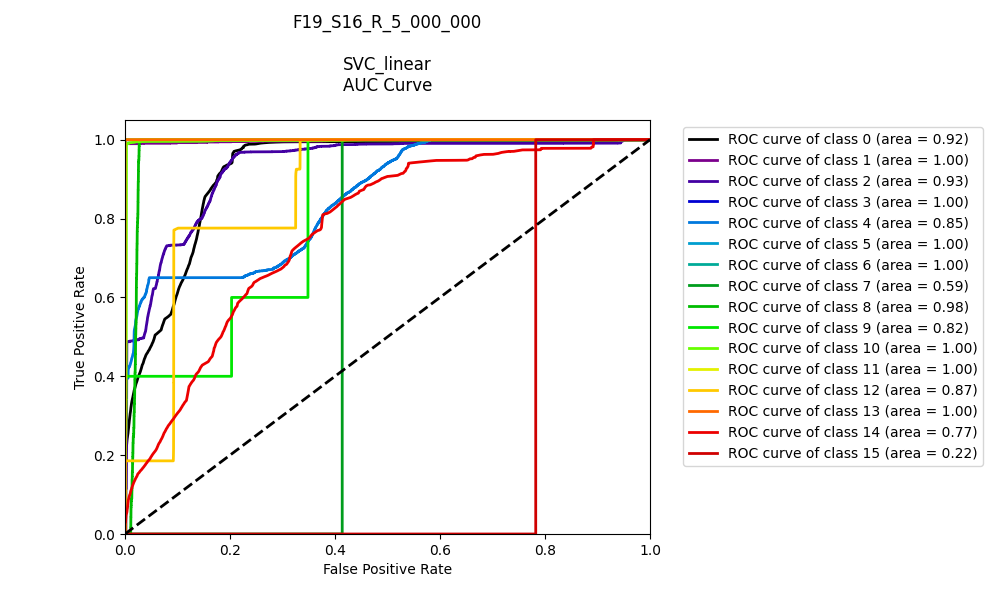 F19_S16_R_5_000_000
SVC_linear
AUC Curve
1.0
0.8
0.6
0.4
0.2
0.0
True Positive Rate
0.0 0.2 0.4 0.6 0.8 1.0
False Positive Rate
ROC curve of class 0 (area = 0.92)
ROC curve of class 1 (area = 1.00)
ROC curve of class 2 (area = 0.93)
ROC curve of class 3 (area = 1.00)
ROC curve of class 4 (area = 0.85)
ROC curve of class 5 (area = 1.00)
ROC curve of class 6 (area = 1.00)
ROC curve of class 7 (area = 0.59)
ROC curve of class 8 (area = 0.98)
ROC curve of class 9 (area = 0.82)
ROC curve of class 10 (area = 1.00)
ROC curve of class 11 (area = 1.00)
ROC curve of class 12 (area = 0.87)
ROC curve of class 13 (area = 1.00)
ROC curve of class 14 (area = 0.77)
ROC curve of class 15 (area = 0.22)